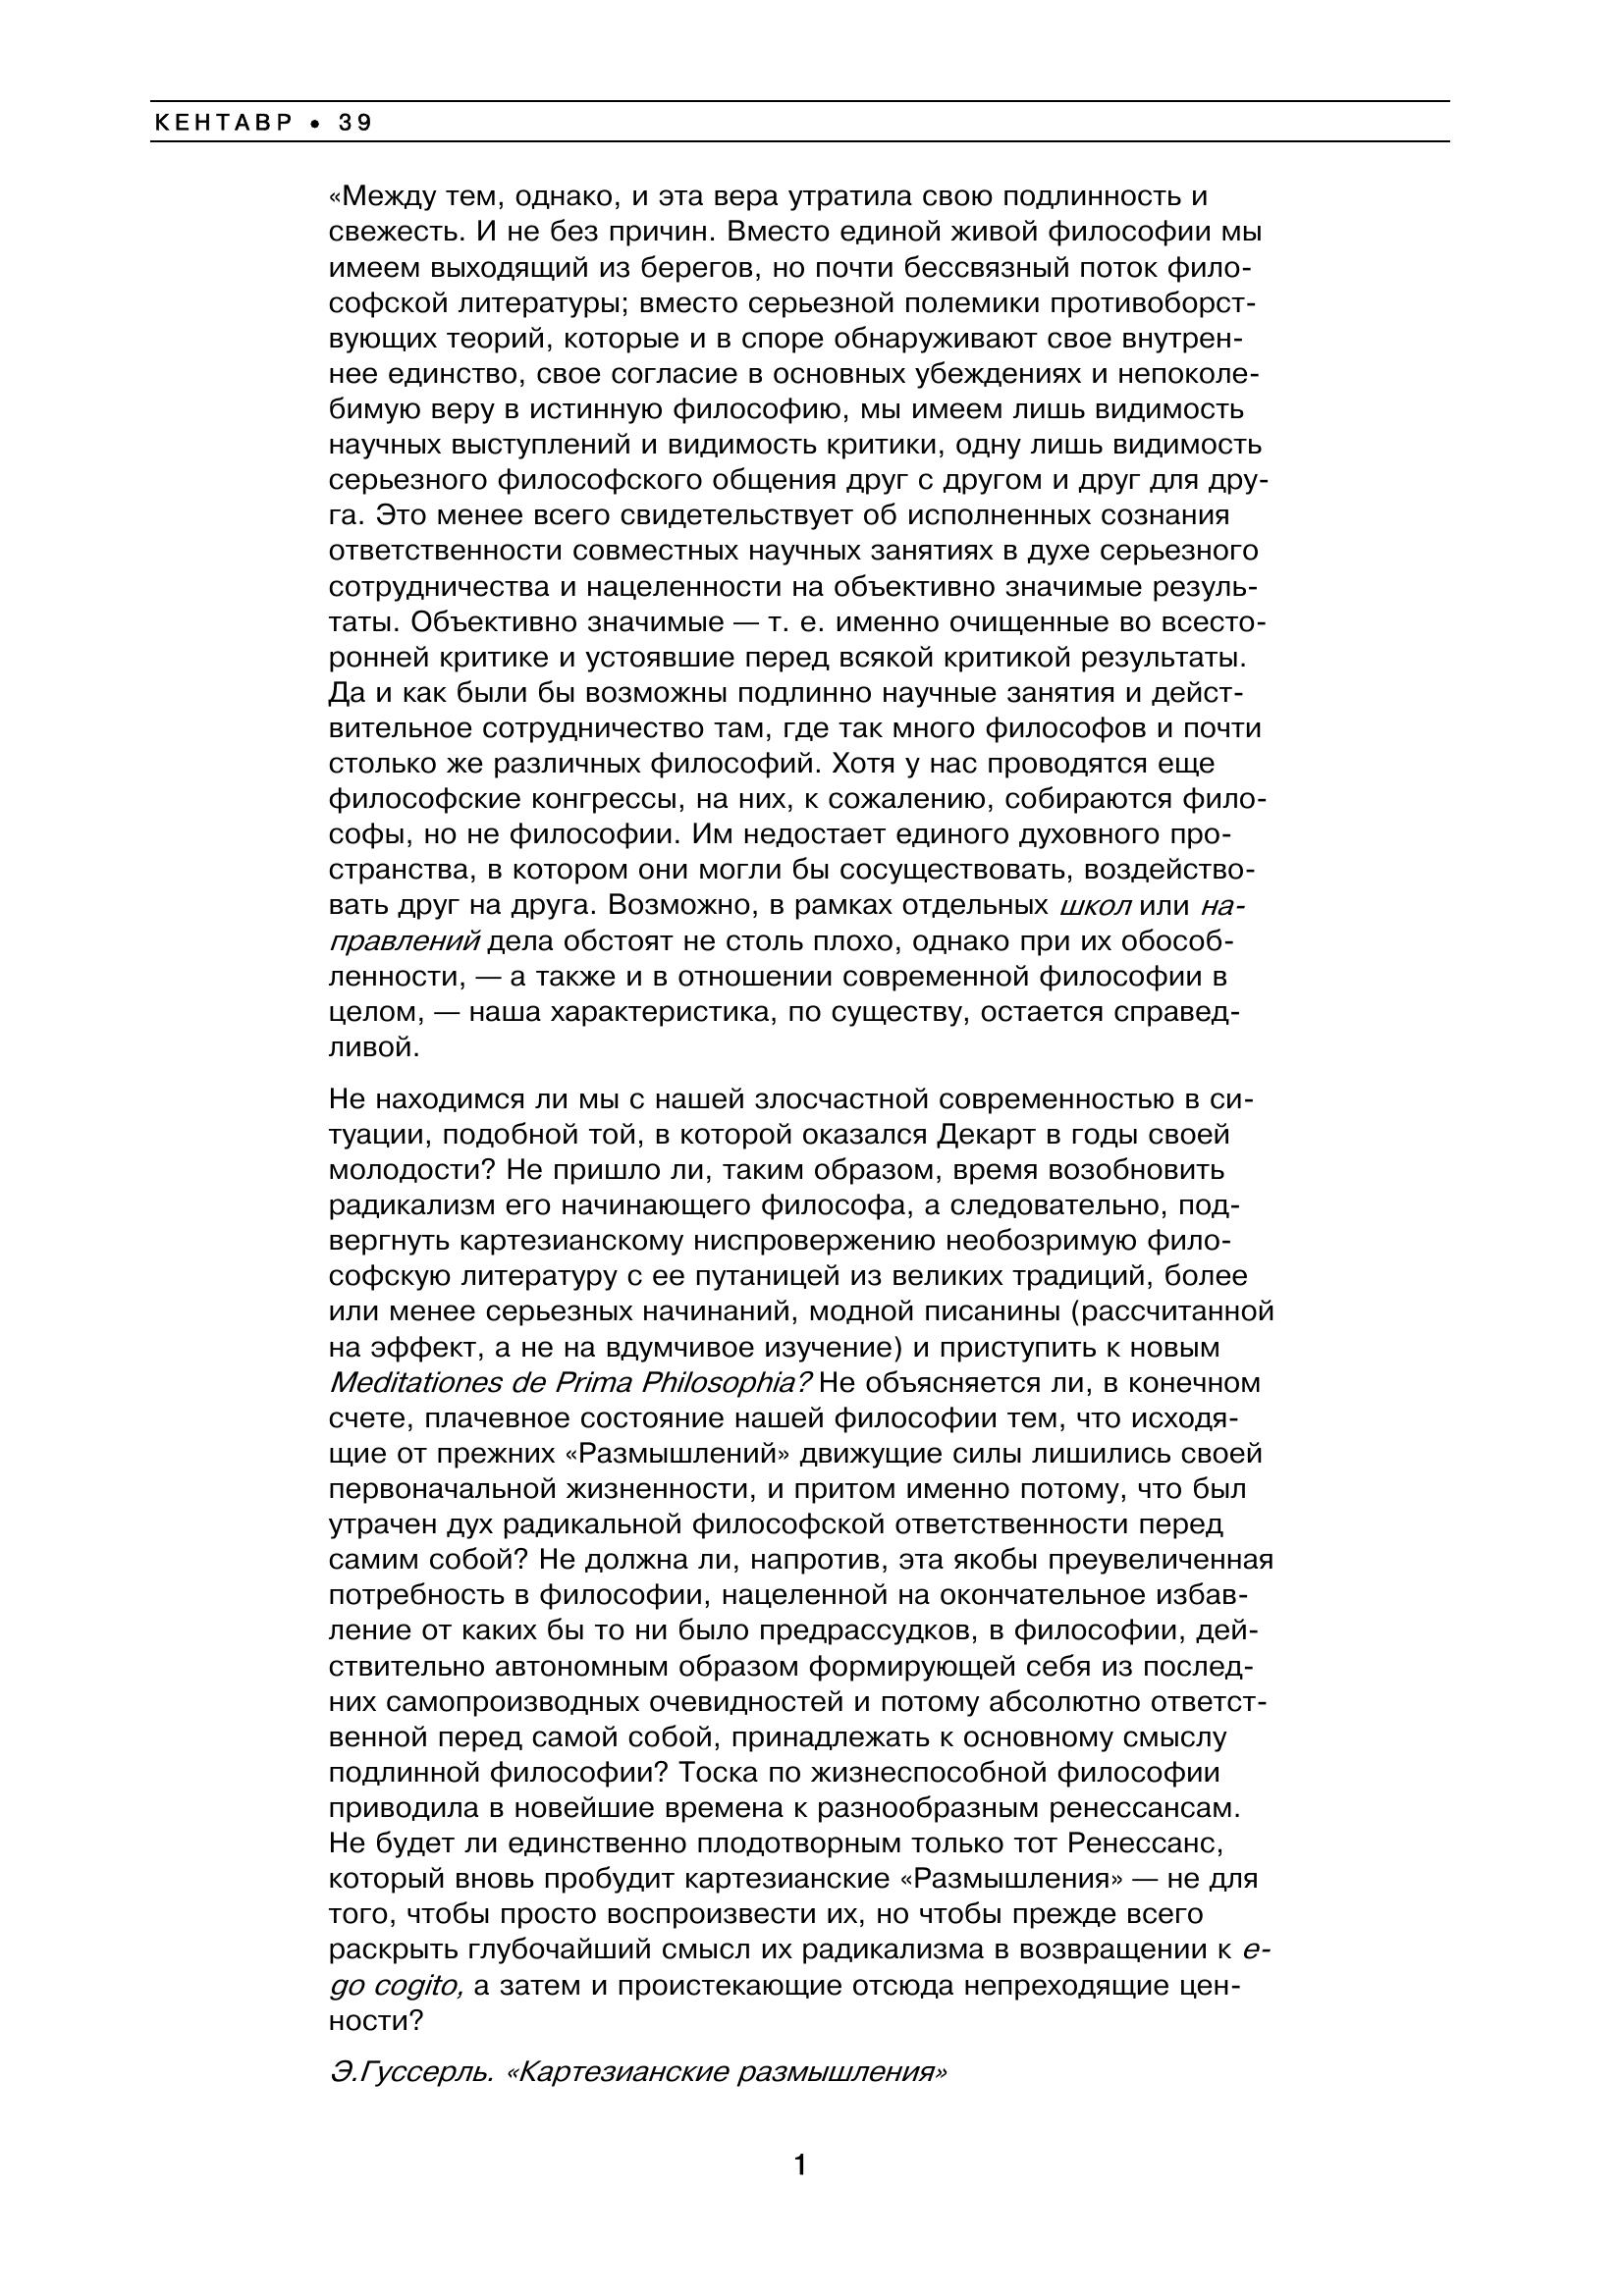 КЕНТАВР • 39
«Между тем, однако, и эта вера утратила свою подлинность и
свежесть. И не без причин. Вместо единой живой философии мы
имеем выходящий из берегов, но почти бессвязный поток фило-
софской литературы; вместо серьезной полемики противоборст-
вующих теорий, которые и в споре обнаруживают свое внутрен-
нее единство, свое согласие в основных убеждениях и непоколе-
бимую веру в истинную философию, мы имеем лишь видимость
научных выступлений и видимость критики, одну лишь видимость
серьезного философского общения друг с другом и друг для дру-
га. Это менее всего свидетельствует об исполненных сознания
ответственности совместных научных занятиях в духе серьезного
сотрудничества и нацеленности на объективно значимые резуль-
таты. Объективно значимые — т. е. именно очищенные во всесто-
ронней критике и устоявшие перед всякой критикой результаты.
Да и как были бы возможны подлинно научные занятия и дейст-
вительное сотрудничество там, где так много философов и почти
столько же различных философий. Хотя у нас проводятся еще
философские конгрессы, на них, к сожалению, собираются фило-
софы, но не философии. Им недостает единого духовного про-
странства, в котором они могли бы сосуществовать, воздейство-
вать друг на друга. Возможно, в рамках отдельных школ или на-
правлений дела обстоят не столь плохо, однако при их обособ-
ленности, — а также и в отношении современной философии в
целом, — наша характеристика, по существу, остается справед-
ливой.
Не находимся ли мы с нашей злосчастной современностью в си-
туации, подобной той, в которой оказался Декарт в годы своей
молодости? Не пришло ли, таким образом, время возобновить
радикализм его начинающего философа, а следовательно, под-
вергнуть картезианскому ниспровержению необозримую фило-
софскую литературу с ее путаницей из великих традиций, более
или менее серьезных начинаний, модной писанины (рассчитанной
на эффект, а не на вдумчивое изучение) и приступить к новым
Meditationes de Prima Philosophia? Не объясняется ли, в конечном
счете, плачевное состояние нашей философии тем, что исходя-
щие от прежних «Размышлений» движущие силы лишились своей
первоначальной жизненности, и притом именно потому, что был
утрачен дух радикальной философской ответственности перед
самим собой? Не должна ли, напротив, эта якобы преувеличенная
потребность в философии, нацеленной на окончательное избав-
ление от каких бы то ни было предрассудков, в философии, дей-
ствительно автономным образом формирующей себя из послед-
них самопроизводных очевидностей и потому абсолютно ответст-
венной перед самой собой, принадлежать к основному смыслу
подлинной философии? Тоска по жизнеспособной философии
приводила в новейшие времена к разнообразным ренессансам.
Не будет ли единственно плодотворным только тот Ренессанс,
который вновь пробудит картезианские «Размышления» — не для
того, чтобы просто воспроизвести их, но чтобы прежде всего
раскрыть глубочайший смысл их радикализма в возвращении к e-
go cogito, а затем и проистекающие отсюда непреходящие цен-
ности?
Э.Гуссерль. «Картезианские размышления»
1